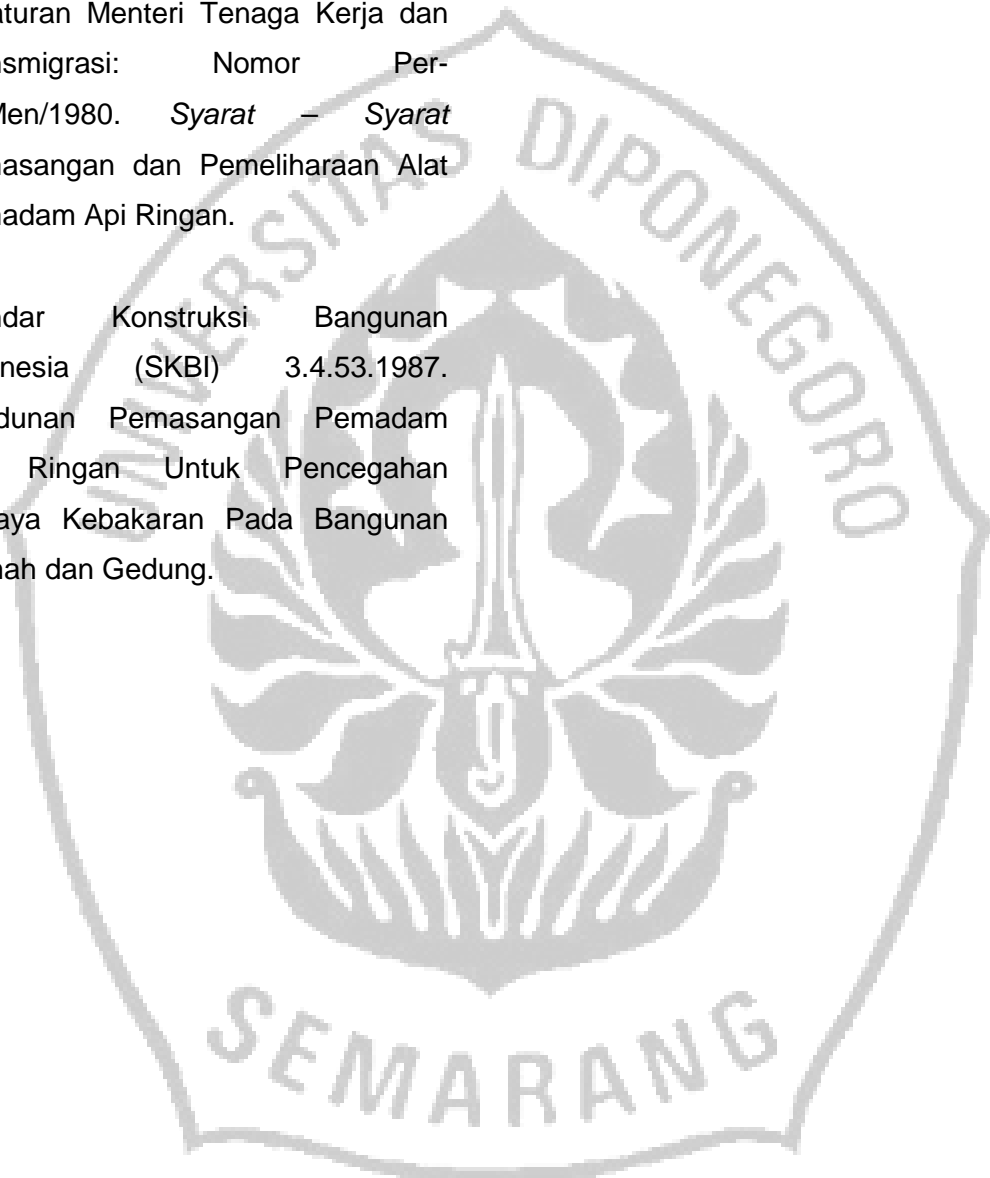 aturan Menteri Tenaga Kerja dan
nsmigrasi: Nomor Per-
Men/1980. Syarat – Syarat
nasangan dan Pemeliharaan Alat
nadam Api Ringan.
ndar Konstruksi Bangunan
nesia (SKBI) 3.4.53.1987.
dunan Pemasangan Pemadam
Ringan Untuk Pencegahan
aya Kebakaran Pada Bangunan
nah dan Gedung.
UNIVERSITAS DIPONEGORO
SEMARANG